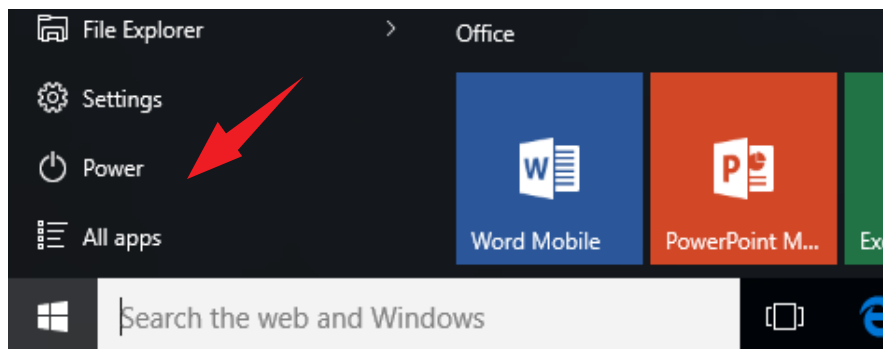 File Explorer
Office
Settings
Power
All apps
W
P
Word Mobile
PowerPoint M...
Search the web and Windows